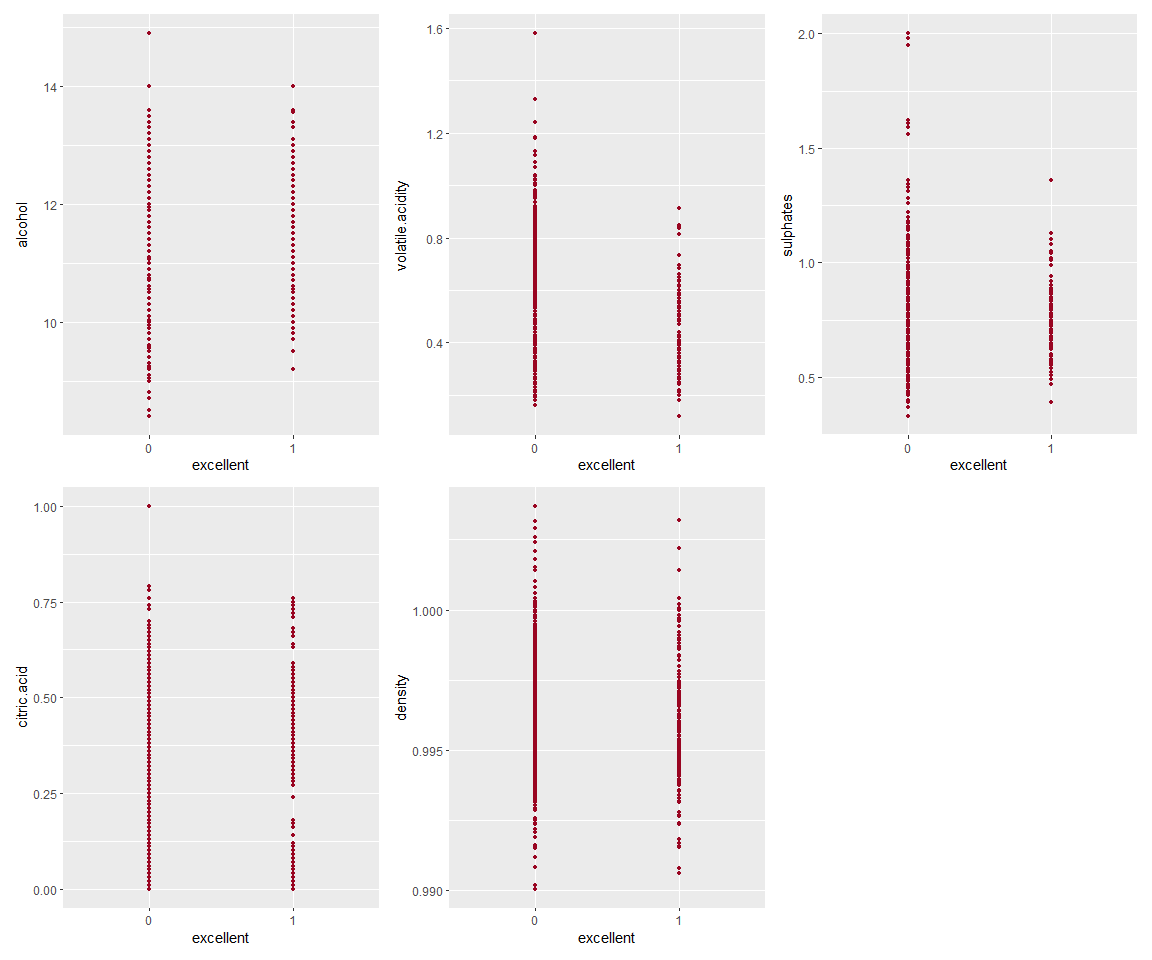 alcohol
14
12
10
0 1
excellent
volatile.acidity
1.6
1.2
0.8
0.4
0 1
excellent
sulphates
2.0
1.5
1.0
0.5
0 1
excellent
citric.acid
1.00
0.75
0.50
0.25
0.00
0 1
excellent
density
1.000
0.995
0.990
0 1
excellent